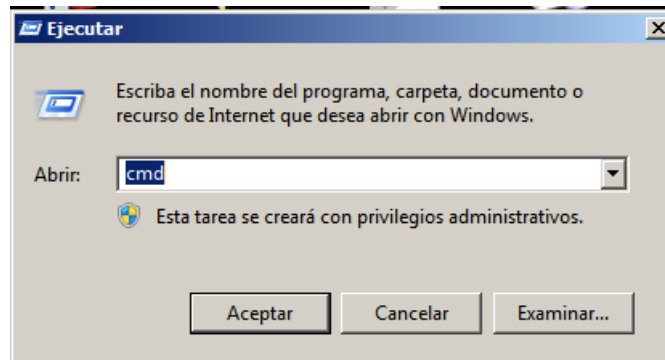 Ejecutar
Escriba el nombre del programa, carpeta, documento o
recurso de Internet que desea abrir con Windows.
Abrir:
cmd
Esta tarea se creará con privilegios administrativos.
Aceptar
Cancelar
Examinar...